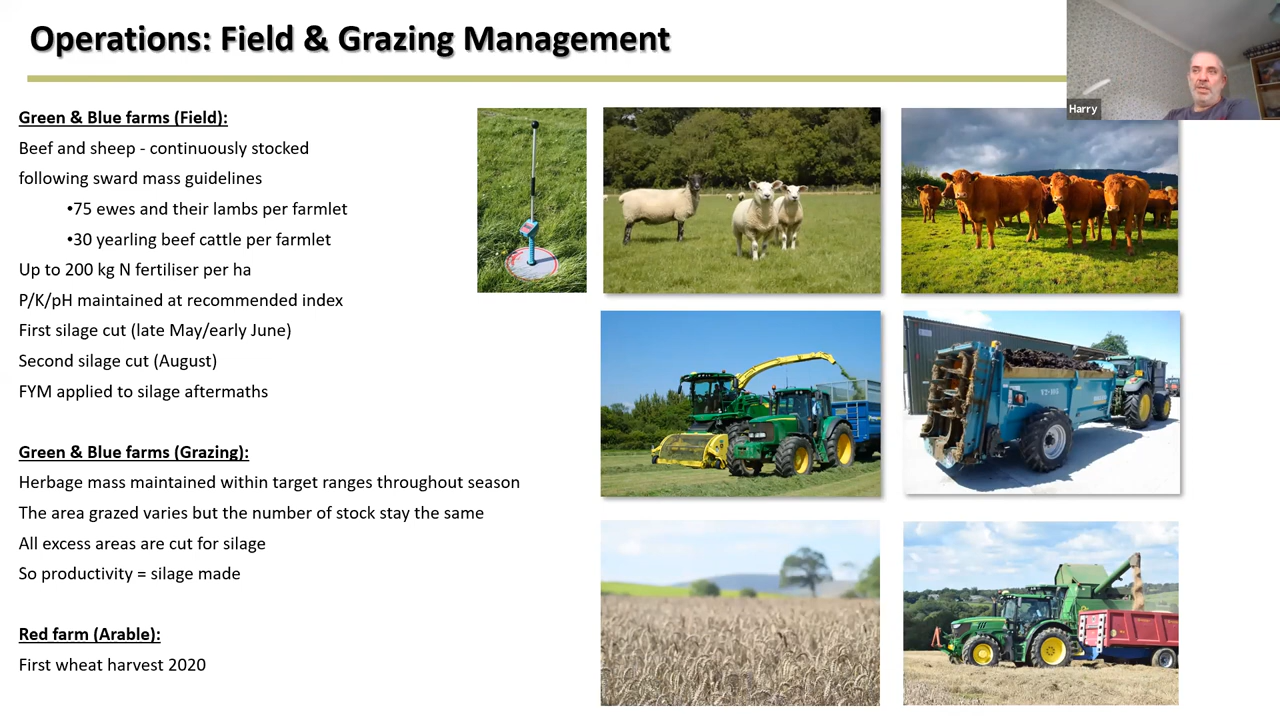 Operations: Field & Grazing Management
Harry
Green & Blue farms (Field):
Beef and sheep - continuously stocked
following sward mass guidelines
•75 ewes and their lambs per farmlet
•30 yearling beef cattle per farmlet
Up to 200 kg N fertiliser per ha
P/K/pH maintained at recommended index
First silage cut (late May/early June)
Second silage cut (August)
FYM applied to silage aftermaths
Green & Blue farms (Grazing):
Herbage mass maintained within target ranges throughout season
The area grazed varies but the number of stock stay the same
All excess areas are cut for silage
So productivity = silage made
Red farm (Arable):
First wheat harvest 2020